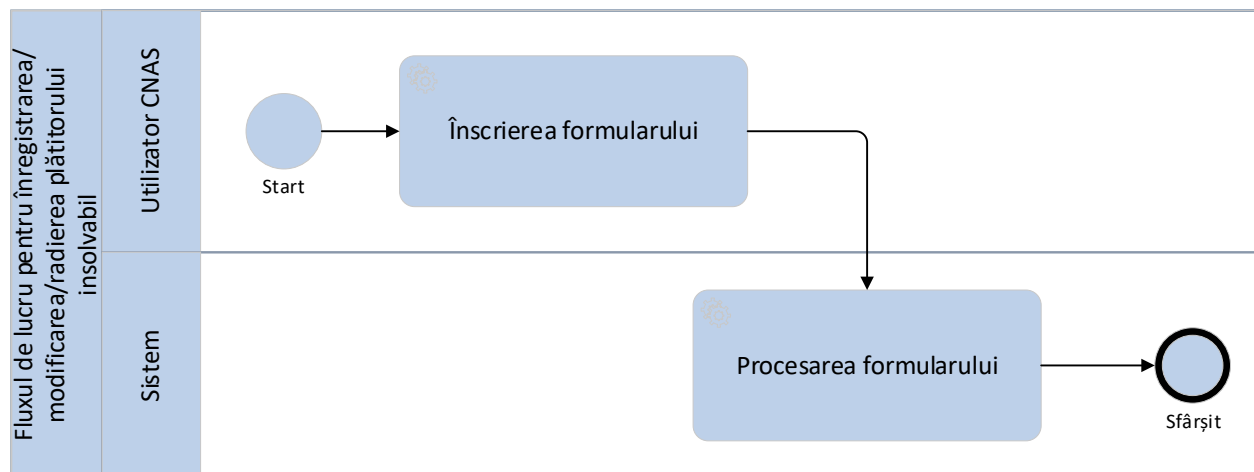 Fluxul de lucru pentru înregistrarea/
modificarea/radierea plătitorului
insolvabil
Utilizator CNAS
Start
Înscrierea formularului
Sistem
Procesarea formularului
Sfârșit